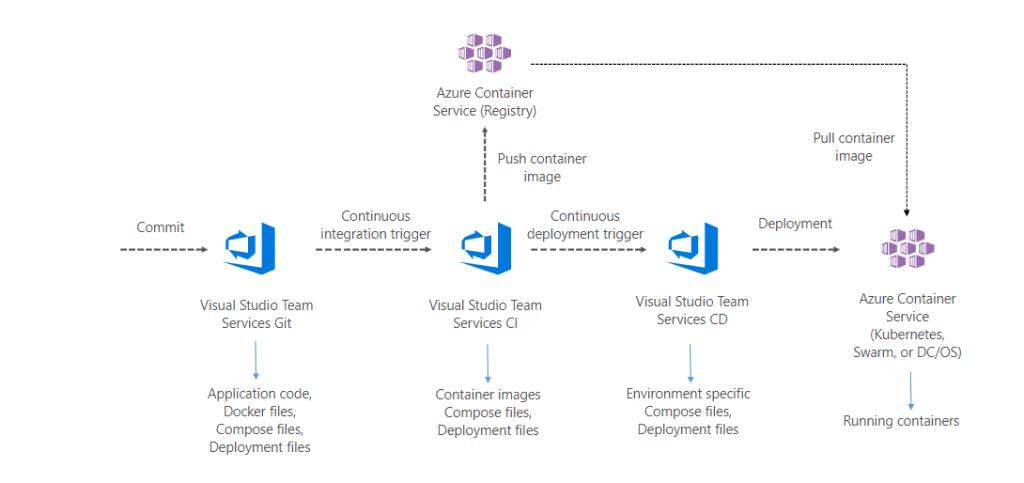 Azure Container
Service (Registry)
Pull container
image
Push container
image
Commit
Continuous
integration trigger
Continuous
deployment trigger
Deployment
Visual Studio Team
Services Git
Visual Studio Team
Services CI
Visual Studio Team
Services CD
Azure Container
Service
(Kubernetes,
Swarm, or DC/OS)
Application code,
Docker files,
Compose files,
Deployment files
Container images
Compose files,
Deployment files
Environment specific
Compose files,
Deployment files
Running containers